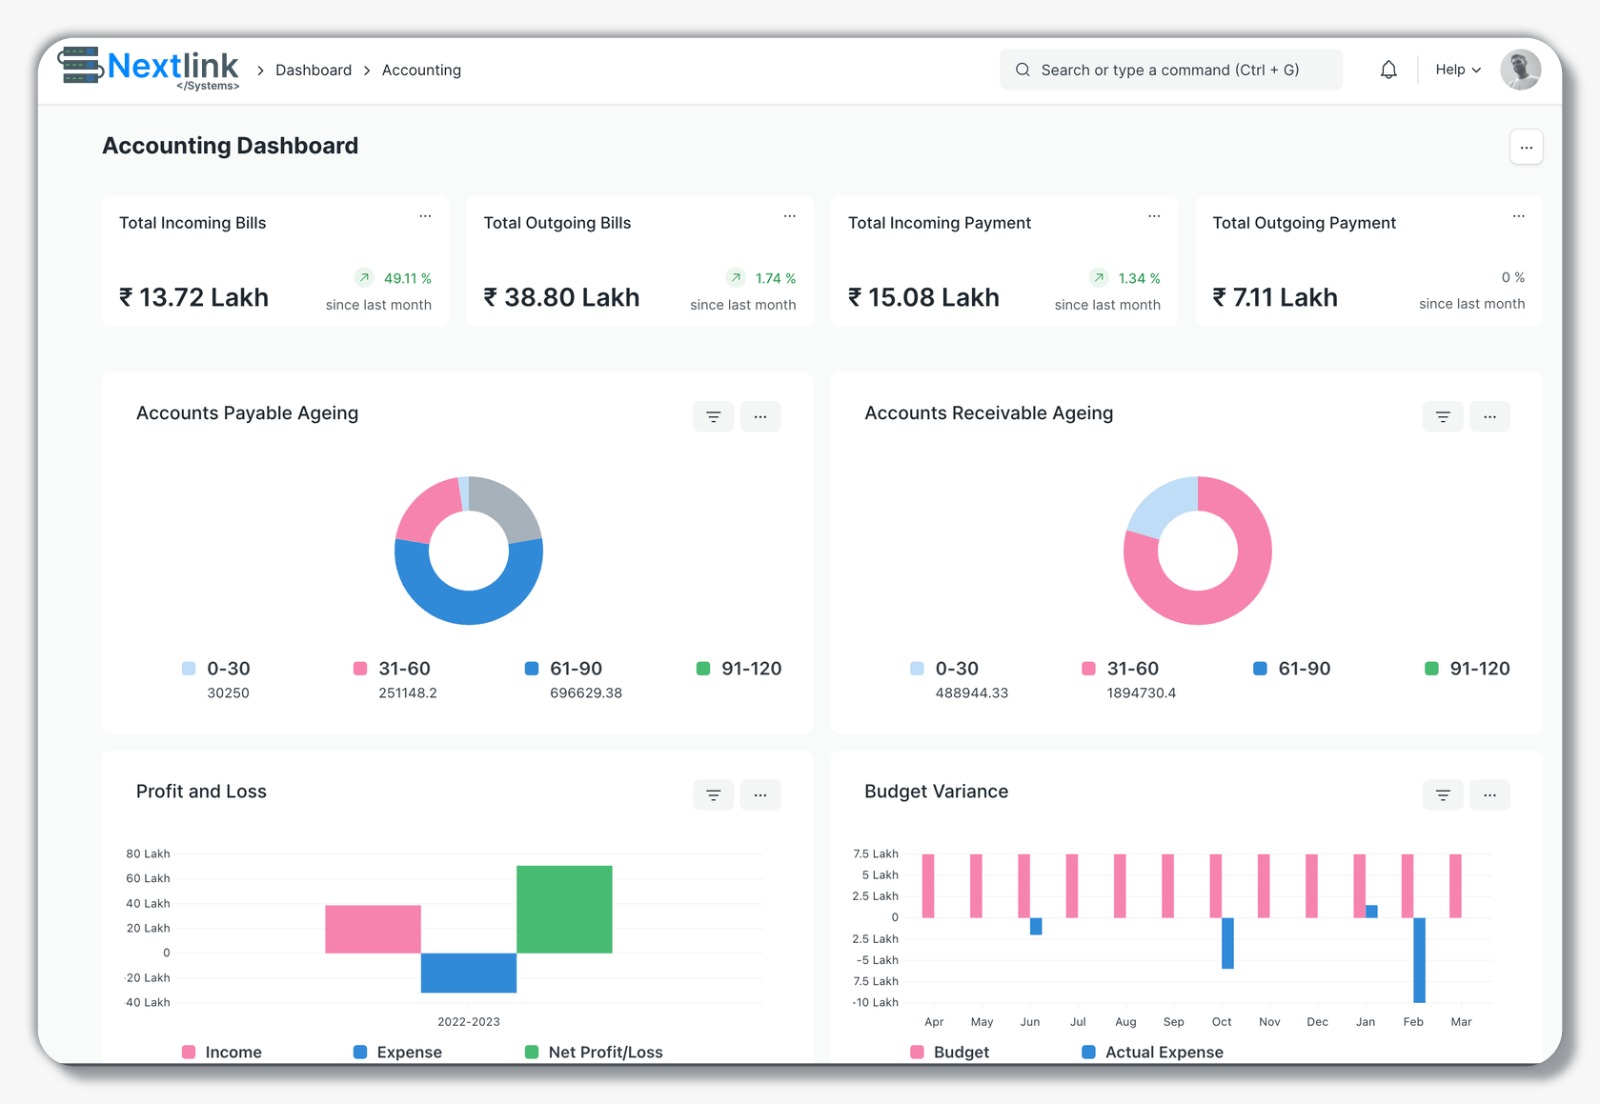 Nextlink
</Systems>
Dashboard
Accounting
Search or type a command (Ctrl + G)
Help
Accounting Dashboard
Total Incoming Bills
₹ 13.72 Lakh
49.11 %
since last month
Total Outgoing Bills
₹ 38.80 Lakh
1.74 %
since last month
Total Incoming Payment
₹ 15.08 Lakh
1.34 %
since last month
Total Outgoing Payment
₹ 7.11 Lakh
0 %
since last month
Accounts Payable Ageing
0-30
30250
31-60
251148.2
61-90
696629.38
91-120
Accounts Receivable Ageing
0-30
488944.33
31-60
1894730.4
61-90
91-120
Profit and Loss
80 Lakh
60 Lakh
40 Lakh
20 Lakh
0
-20 Lakh
40 Lakh
2022-2023
Income
Expense
Net Profit/Loss
Budget Variance
7.5 Lakh
5 Lakh
2.5 Lakh
0
2.5 Lakh
-5 Lakh
7.5 Lakh
-10 Lakh
Apr May Jun Jul Aug Sep Oct Nov Dec Jan Feb Mar
Budget
Actual Expense